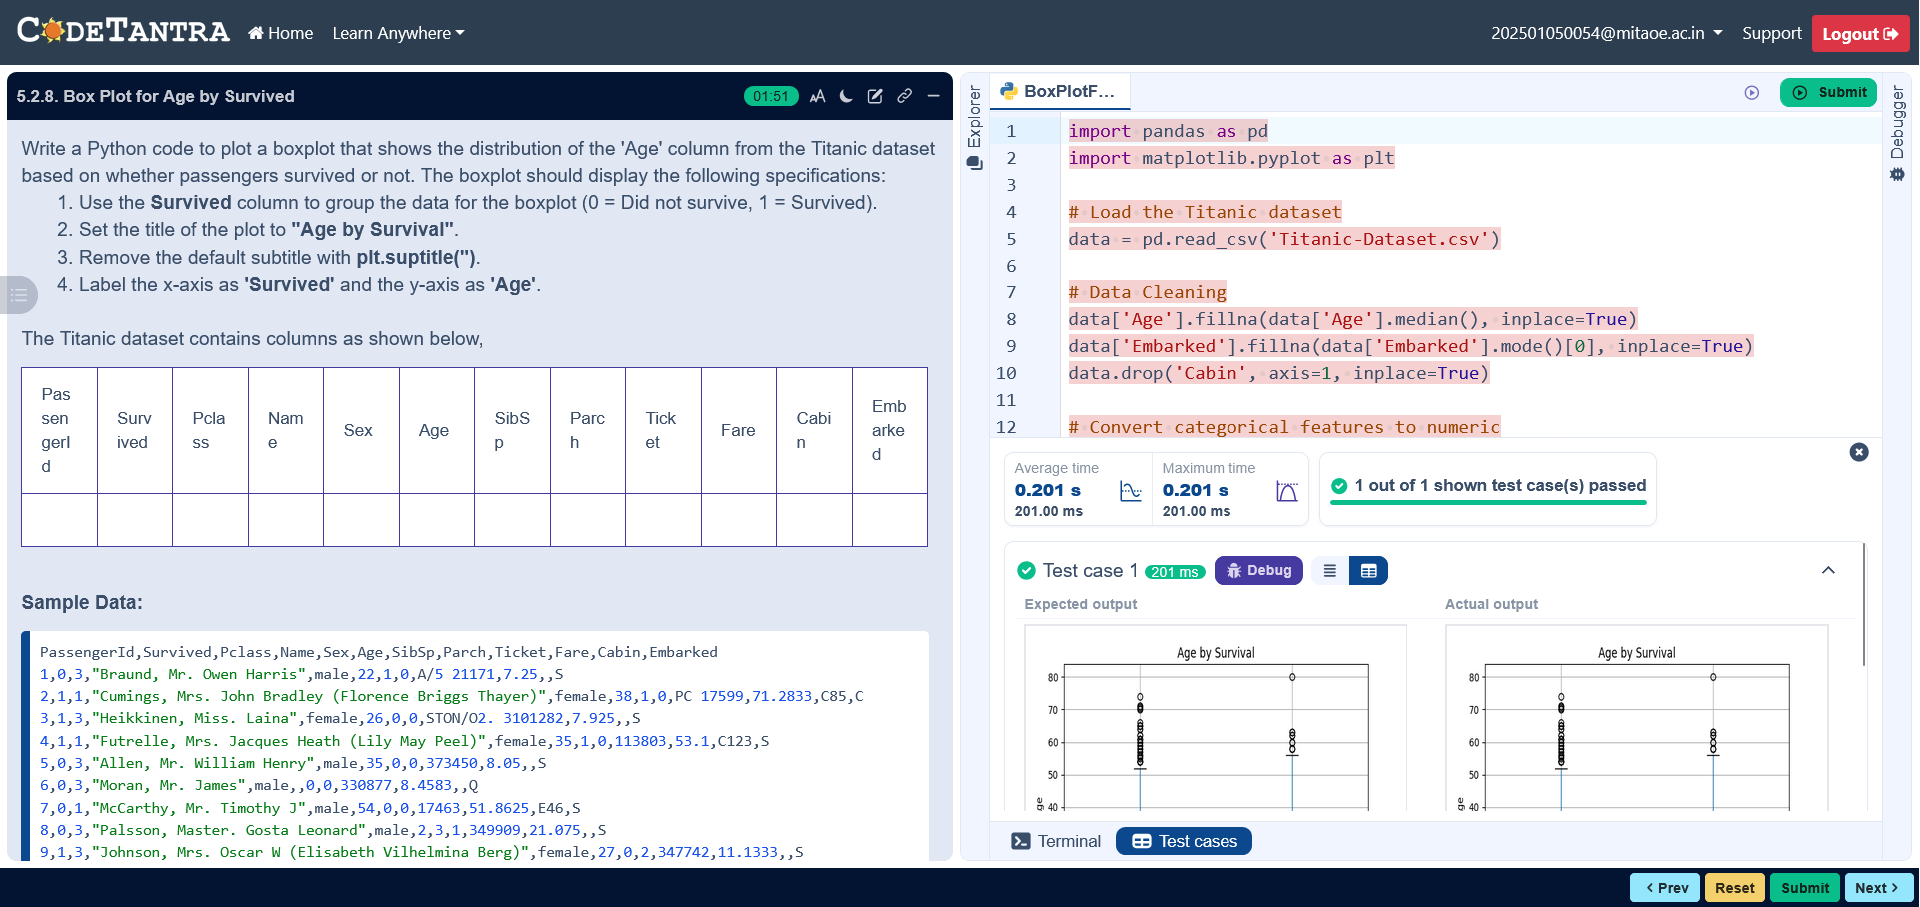 CODETANTRA Home Learn Anywhere 202501050054@mitaoe.ac.in Support Logout
5.2.8. Box Plot for Age by Survived 01:51 AA
Write a Python code to plot a boxplot that shows the distribution of the 'Age' column from the Titanic dataset
based on whether passengers survived or not. The boxplot should display the following specifications:
1. Use the Survived column to group the data for the boxplot (0 = Did not survive, 1 = Survived).
2. Set the title of the plot to "Age by Survival".
3. Remove the default subtitle with plt.suptitle('').
4. Label the x-axis as 'Survived' and the y-axis as 'Age'.
The Titanic dataset contains columns as shown below,
Pas
sen
gerI
d
Surv
ived
Pcla
ss
Nam
e
Sex
Age
SibS
p
Parc
h
Tick
et
Fare
Cabi
n
Emb
arke
d
Sample Data:
PassengerId,Survived,Pclass,Name,Sex,Age,SibSp,Parch,Ticket,Fare,Cabin,Embarked
1,0,3,"Braund, Mr. Owen Harris",male,22,1,0,A/5 21171,7.25,,S
2,1,1,"Cumings, Mrs. John Bradley (Florence Briggs Thayer)",female,38,1,0,PC 17599,71.2833,C85,C
3,1,3,"Heikkinen, Miss. Laina",female,26,0,0,STON/O2. 3101282,7.925,,S
4,1,1,"Futrelle, Mrs. Jacques Heath (Lily May Peel)",female,35,1,0,113803,53.1,C123,S
5,0,3,"Allen, Mr. William Henry",male,35,0,0,373450,8.05,,S
6,0,3,"Moran, Mr. James",male,,0,0,330877,8.4583,,Q
7,0,1,"McCarthy, Mr. Timothy J",male,54,0,0,17463,51.8625,E46,S
8,0,3,"Palsson, Master. Gosta Leonard",male,2,3,1,349909,21.075,,S
9,1,3,"Johnson, Mrs. Oscar W (Elisabeth Vilhelmina Berg)",female,27,0,2,347742,11.1333,,S
Explorer
BoxPlotF...
Submit
Debugger
1 import pandas as pd
2 import matplotlib.pyplot as plt
3
4 # Load the Titanic dataset
5 data = pd.read_csv('Titanic-Dataset.csv')
6
7 # Data Cleaning
8 data['Age'].fillna(data['Age'].median(), inplace=True)
9 data['Embarked'].fillna(data['Embarked'].mode()[0], inplace=True)
10 data.drop('Cabin', axis=1, inplace=True)
11
12 # Convert categorical features to numeric
Average time
0.201 s
201.00 ms
Maximum time
0.201 s
201.00 ms
1 out of 1 shown test case(s) passed
Test case 1 201 ms Debug
Expected output
Age by Survival
80
70
60
50
40
ge
Actual output
Age by Survival
80
70
60
50
40
ge
Terminal Test cases
Prev Reset Submit Next